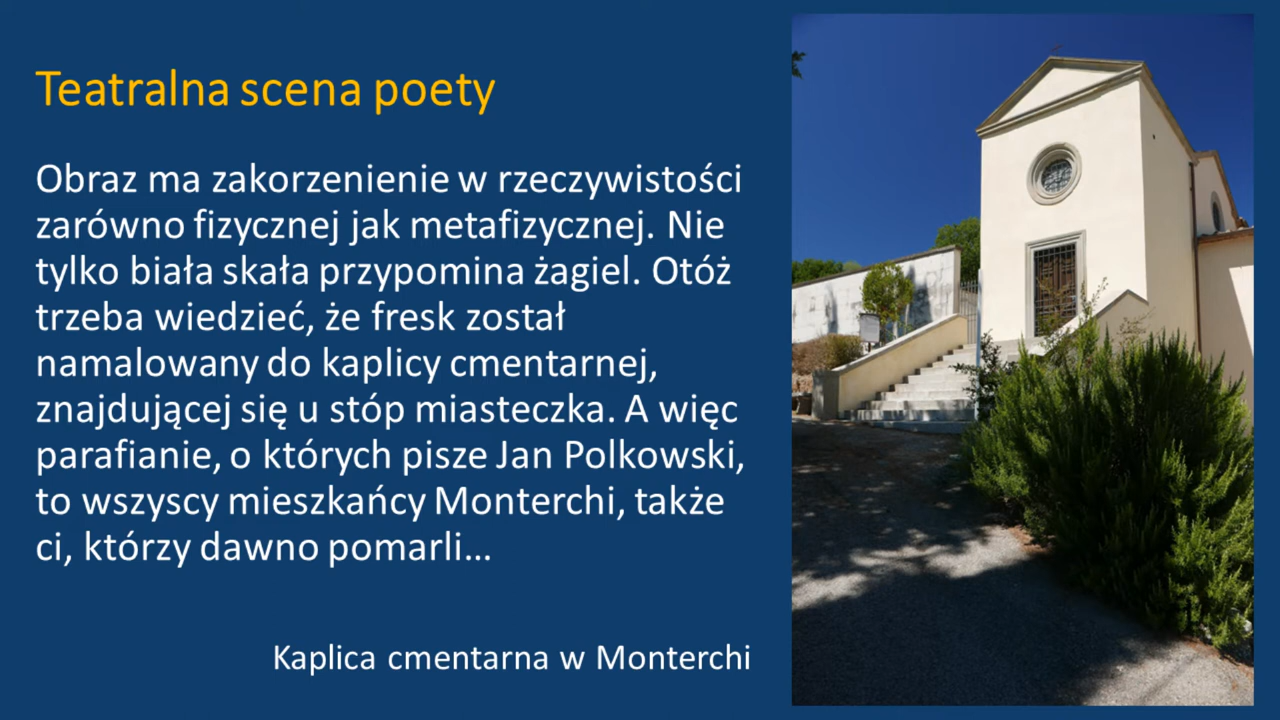 Teatralna scena poety
Obraz ma zakorzenienie w rzeczywistości
zarówno fizycznej jak metafizycznej. Nie
tylko biała skała przypomina żagiel. Otóż
trzeba wiedzieć, że fresk został
namalowany do kaplicy cmentarnej,
znajdującej się u stóp miasteczka. A więc
parafianie, o których pisze Jan Polkowski,
to wszyscy mieszkańcy Monterchi, także
ci, którzy dawno pomarli...
Kaplica cmentarna w Monterchi